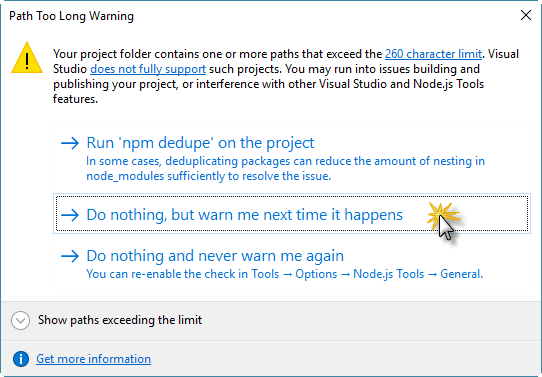 Path Too Long Warning
Your project folder contains one or more paths that exceed the 260 character limit. Visual
Studio does not fully support such projects. You may run into issues building and
publishing your project, or interference with other Visual Studio and Node.js Tools
features.
→ Run 'npm dedupe' on the project
In some cases, deduplicating packages can reduce the amount of nesting in
node_modules sufficiently to resolve the issue.
→ Do nothing, but warn me next time it happens
→ Do nothing and never warn me again
You can re-enable the check in Tools → Options → Node.js Tools → General.
Show paths exceeding the limit
Get more information